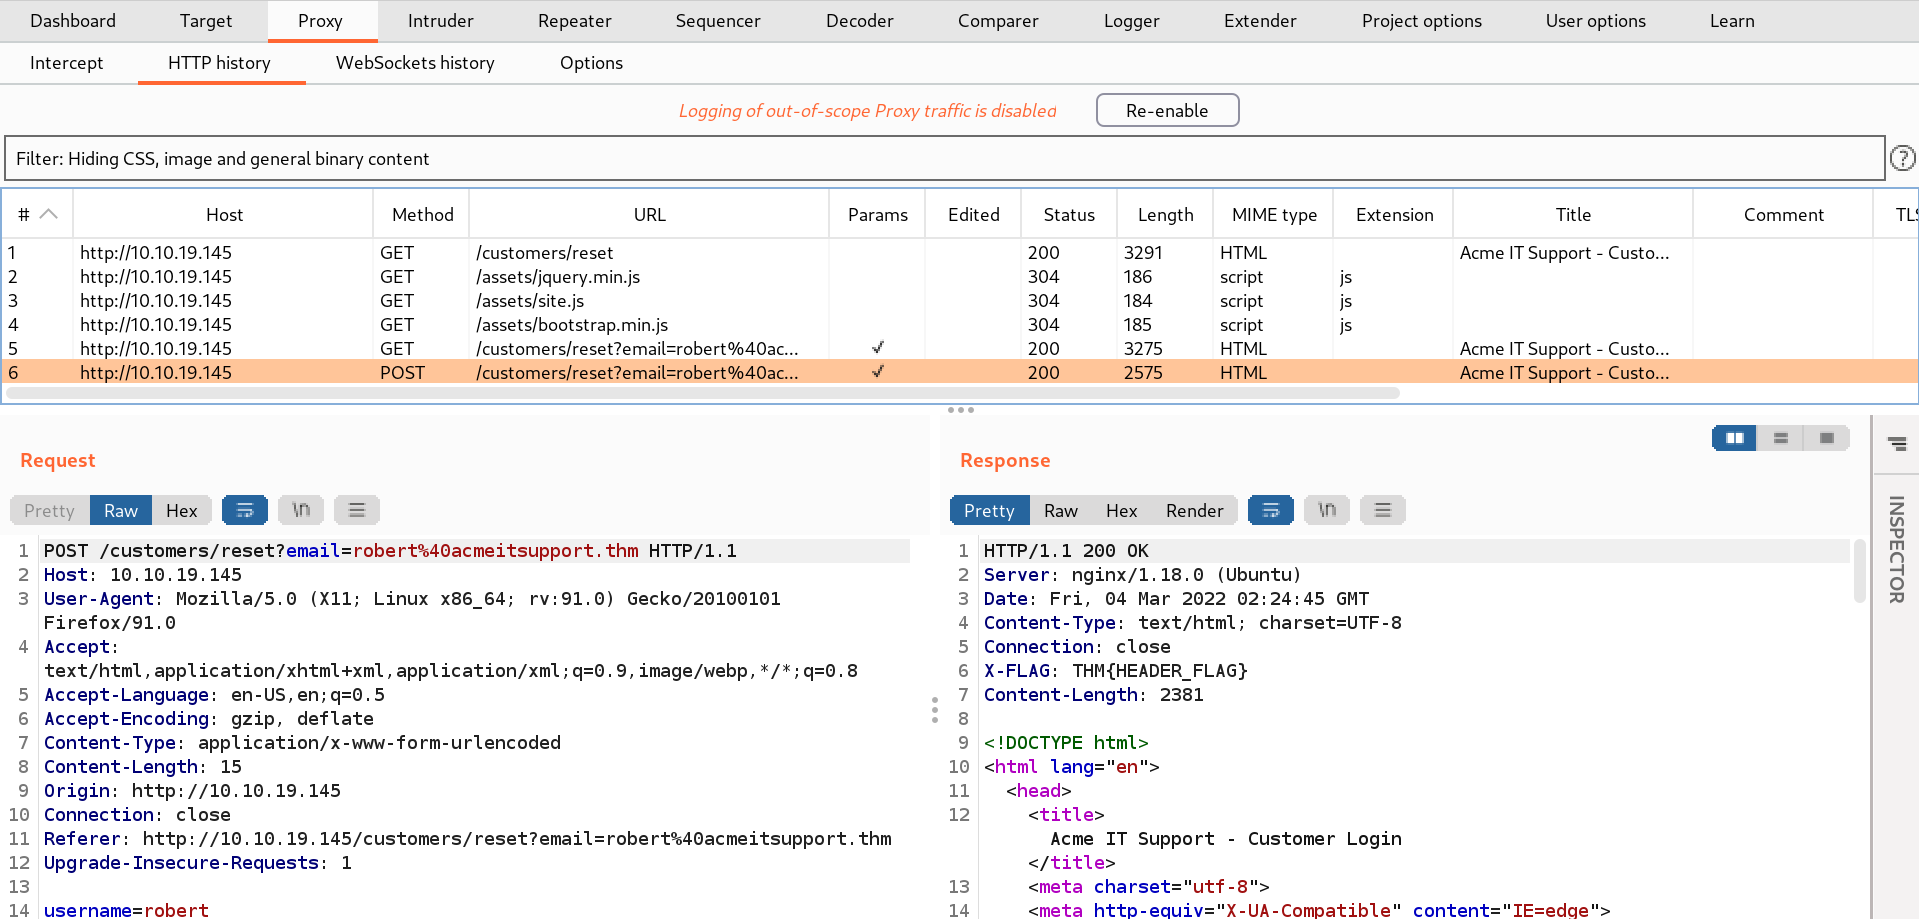 Dashboard Target Proxy Intruder Repeater Sequencer Decoder Comparer Logger Extender Project options User options Learn
Intercept HTTP history WebSockets history Options
Logging of out-of-scope Proxy traffic is disabled Re-enable
Filter: Hiding CSS, image and general binary content ?
# Host Method URL Params Edited Status Length MIME type Extension Title Comment TLS
1 http://10.10.19.145 GET /customers/reset 200 3291 HTML Acme IT Support - Custo...
2 http://10.10.19.145 GET /assets/jquery.min.js 304 186 script js
3 http://10.10.19.145 GET /assets/site.js 304 184 script js
4 http://10.10.19.145 GET /assets/bootstrap.min.js 304 185 script js
5 http://10.10.19.145 GET /customers/reset?email=robert%40ac... ✓ 200 3275 HTML Acme IT Support - Custo...
6 http://10.10.19.145 POST /customers/reset?email=robert%40ac... ✓ 200 2575 HTML Acme IT Support - Custo...
Request
Pretty Raw Hex \n
1 POST /customers/reset?email=robert%40acmeitsupport.thm HTTP/1.1
2 Host: 10.10.19.145
3 User-Agent: Mozilla/5.0 (X11; Linux x86_64; rv:91.0) Gecko/20100101
Firefox/91.0
4 Accept:
text/html,application/xhtml+xml,application/xml;q=0.9,image/webp,*/*;q=0.8
5 Accept-Language: en-US,en;q=0.5
6 Accept-Encoding: gzip, deflate
7 Content-Type: application/x-www-form-urlencoded
8 Content-Length: 15
9 Origin: http://10.10.19.145
10 Connection: close
11 Referer: http://10.10.19.145/customers/reset?email=robert%40acmeitsupport.thm
12 Upgrade-Insecure-Requests: 1
13
14 username=robert
Response
Pretty Raw Hex Render \n
1 HTTP/1.1 200 OK
2 Server: nginx/1.18.0 (Ubuntu)
3 Date: Fri, 04 Mar 2022 02:24:45 GMT
4 Content-Type: text/html; charset=UTF-8
5 Connection: close
6 X-FLAG: THM{HEADER_FLAG}
7 Content-Length: 2381
8
9 <!DOCTYPE html>
10 <html lang="en">
11 <head>
12 <title>
Acme IT Support - Customer Login
</title>
13 <meta charset="utf-8">
14 <meta http-equiv="X-UA-Compatible" content="IE=edge">
INSPECTOR